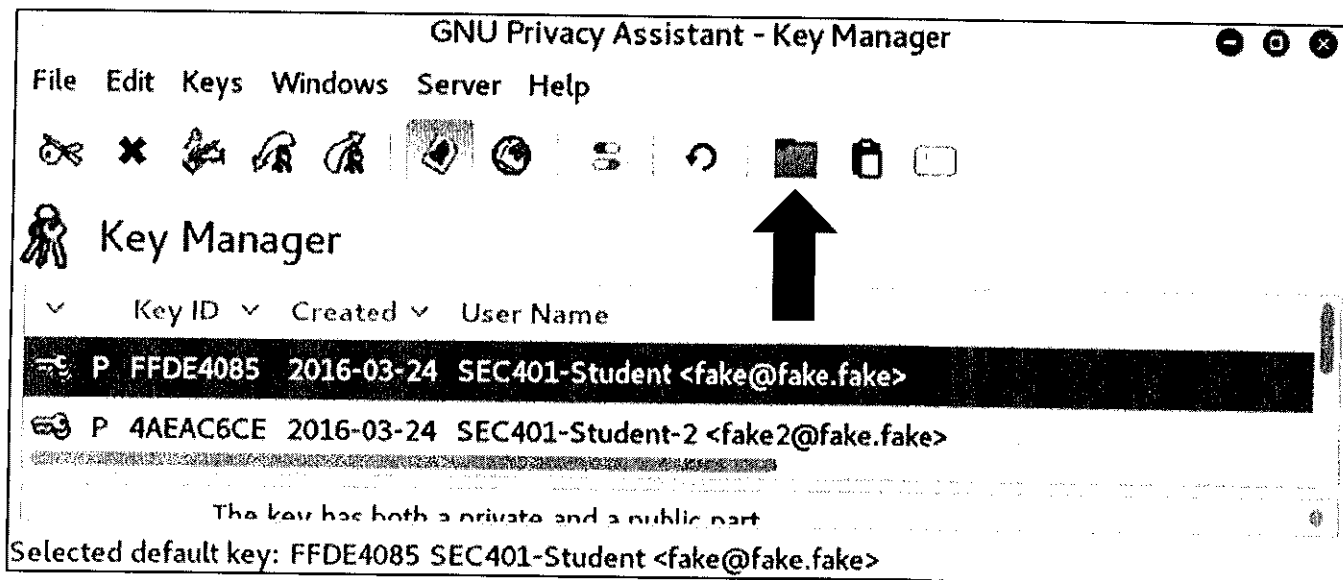 GNU Privacy Assistant - Key Manager
File Edit Keys Windows Server Help
Key Manager
Key ID Created User Name
P FFDE4085 2016-03-24 SEC401-Student <fake@fake.fake>
P 4AEAC6CE 2016-03-24 SEC401-Student-2 <fake2@fake.fake>
The key has both a private and a public part
Selected default key: FFDE4085 SEC401-Student <fake@fake.fake>